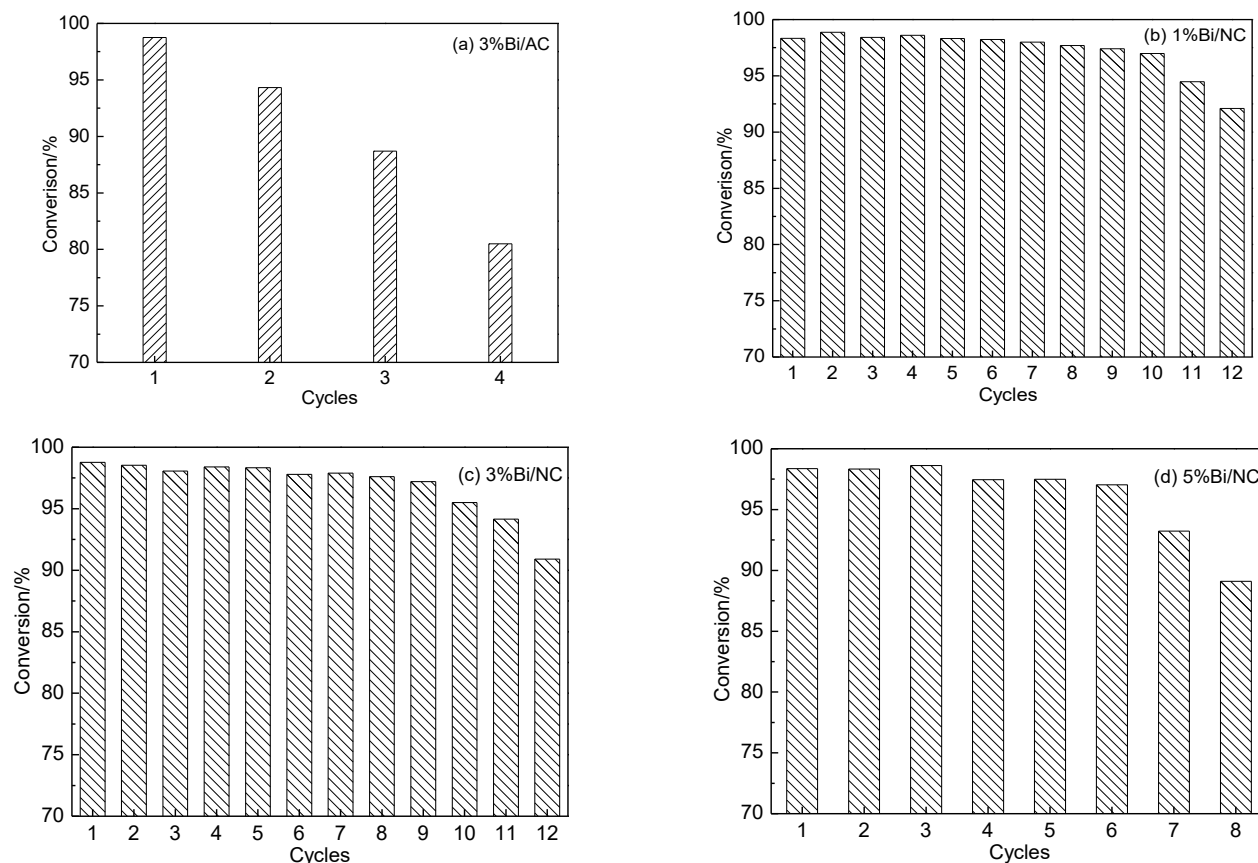 (a) 3%Bi/AC
Converison/%
100
95
90
85
80
75
70
1 2 3 4
Cycles
(b) 1%Bi/NC
Converison/%
100
95
90
85
80
75
70
1 2 3 4 5 6 7 8 9 10 11 12
Cycles
(c) 3%Bi/NC
Conversion/%
100
95
90
85
80
75
70
1 2 3 4 5 6 7 8 9 10 11 12
Cycles
(d) 5%Bi/NC
Conversion/%
100
95
90
85
80
75
70
1 2 3 4 5 6 7 8
Cycles